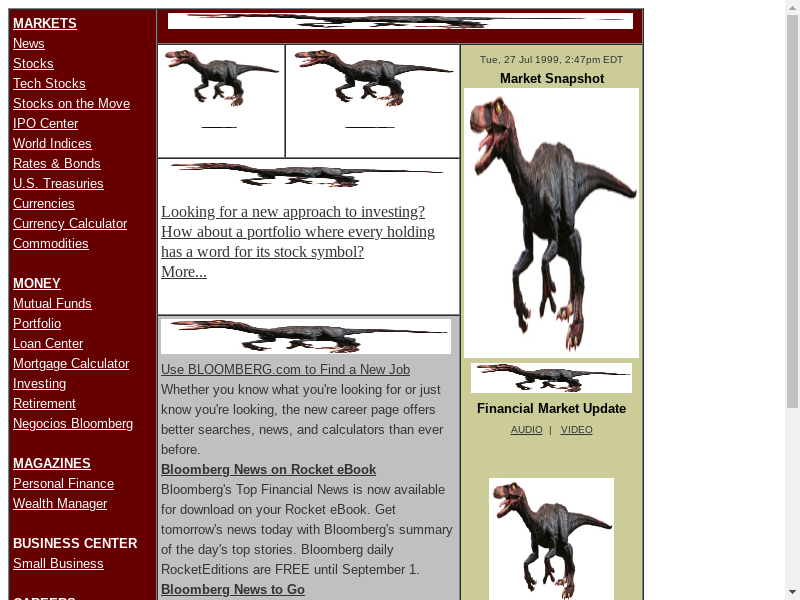 MARKETS
News
Stocks
Tech Stocks
Stocks on the Move
IPO Center
World Indices
Rates & Bonds
U.S. Treasuries
Currencies
Currency Calculator
Commodities
MONEY
Mutual Funds
Portfolio
Loan Center
Mortgage Calculator
Investing
Retirement
Negocios Bloomberg
MAGAZINES
Personal Finance
Wealth Manager
BUSINESS CENTER
Small Business
CAREERS
Looking for a new approach to investing?
How about a portfolio where every holding
has a word for its stock symbol?
More...
Use BLOOMBERG.com to Find a New Job
Whether you know what you're looking for or just
know you're looking, the new career page offers
better searches, news, and calculators than ever
before.
Bloomberg News on Rocket eBook
Bloomberg's Top Financial News is now available
for download on your Rocket eBook. Get
tomorrow's news today with Bloomberg's summary
of the day's top stories. Bloomberg daily
RocketEditions are FREE until September 1.
Bloomberg News to Go
Tue, 27 Jul 1999, 2:47pm EDT
Market Snapshot
Financial Market Update
AUDIO | VIDEO